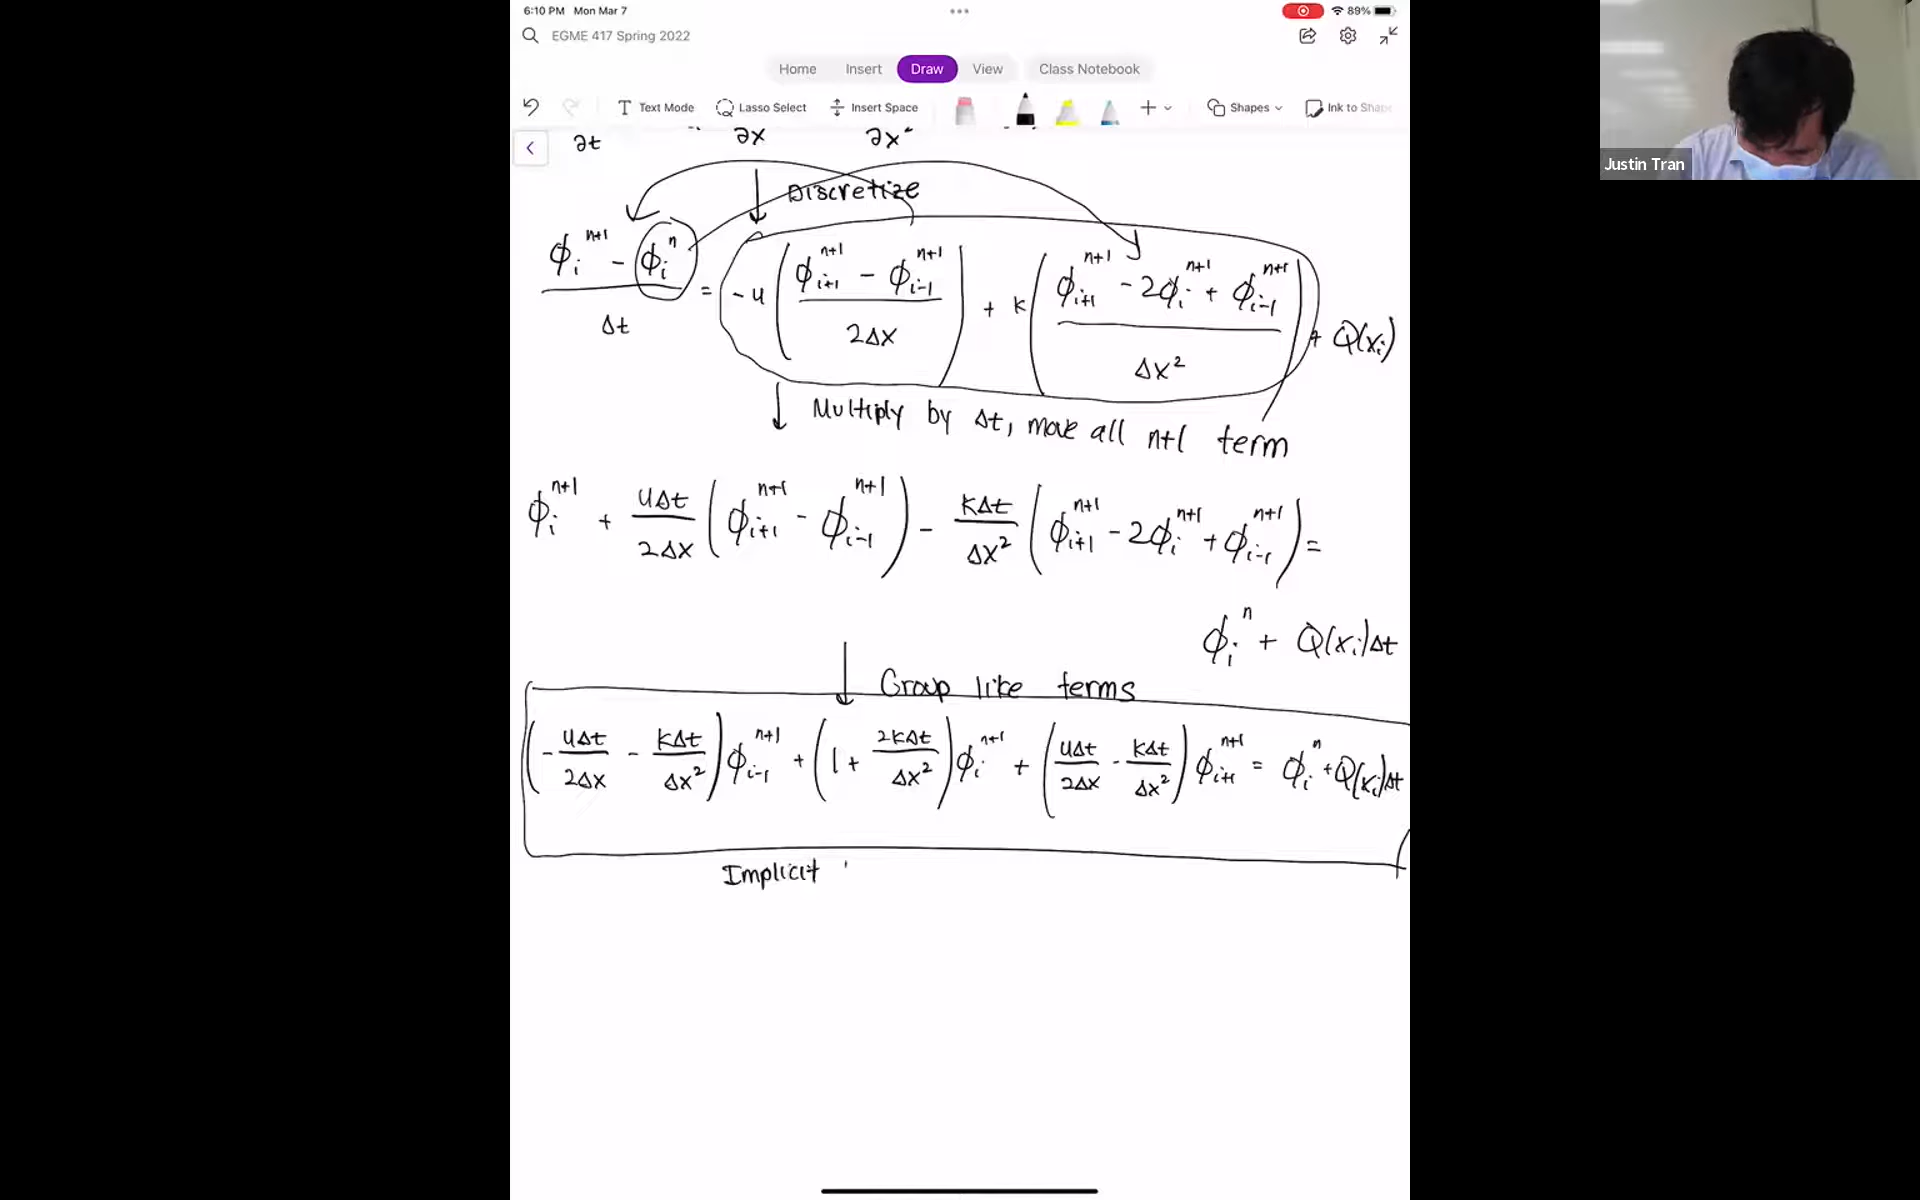 6:10 PM Mon Mar 7
89%
EGME 417 Spring 2022
Home Insert Draw View Class Notebook
Text Mode Lasso Select Insert Space Shapes Ink to Shape
∂t ∂x ∂x²
Discretize
(ϕᵢⁿ⁺¹ - ϕᵢⁿ)/Δt = -u((ϕᵢ₊₁ⁿ⁺¹ - ϕᵢ₋₁ⁿ⁺¹)/(2Δx)) + k((ϕᵢ₊₁ⁿ⁺¹ - 2ϕᵢⁿ⁺¹ + ϕᵢ₋₁ⁿ⁺¹)/Δx²) + Q(xᵢ)
Multiply by Δt, move all n+1 term
ϕᵢⁿ⁺¹ + uΔt/(2Δx) (ϕᵢ₊₁ⁿ⁺¹ - ϕᵢ₋₁ⁿ⁺¹) - kΔt/Δx² (ϕᵢ₊₁ⁿ⁺¹ - 2ϕᵢⁿ⁺¹ + ϕᵢ₋₁ⁿ⁺¹) =
ϕᵢⁿ + Q(xᵢ)Δt
Group like terms
(-uΔt/(2Δx) - kΔt/Δx²)ϕᵢ₋₁ⁿ⁺¹ + (1 + 2kΔt/Δx²)ϕᵢⁿ⁺¹ + (uΔt/(2Δx) - kΔt/Δx²)ϕᵢ₊₁ⁿ⁺¹ = ϕᵢⁿ + Q(xᵢ)Δt
Implicit
Justin Tran